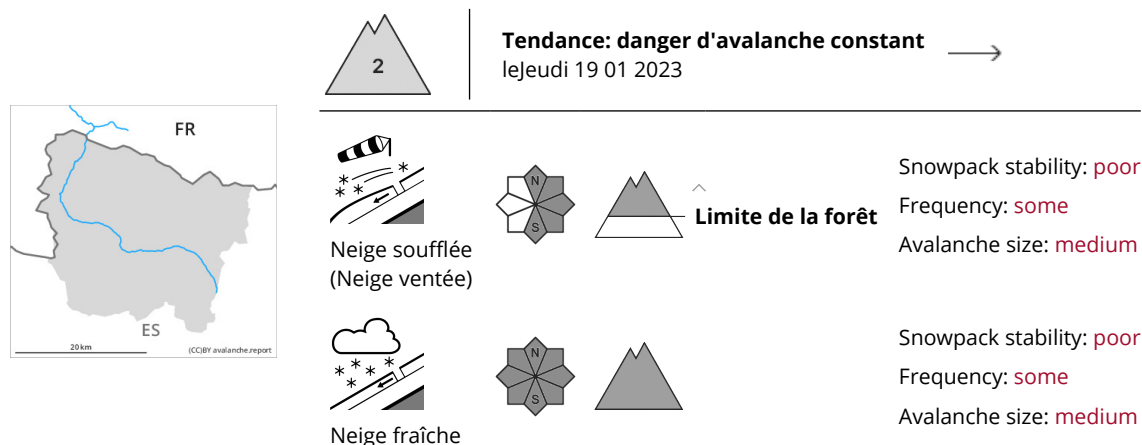 2
Tendance: danger d'avalanche constant
leJeudi 19 01 2023
FR
ES
20 km
(CC)BY avalanche.report
N
S
Limite de la forêt
Snowpack stability: poor
Frequency: some
Avalanche size: medium
Neige soufflée
(Neige ventée)
N
S
Snowpack stability: poor
Frequency: some
Avalanche size: medium
Neige fraîche